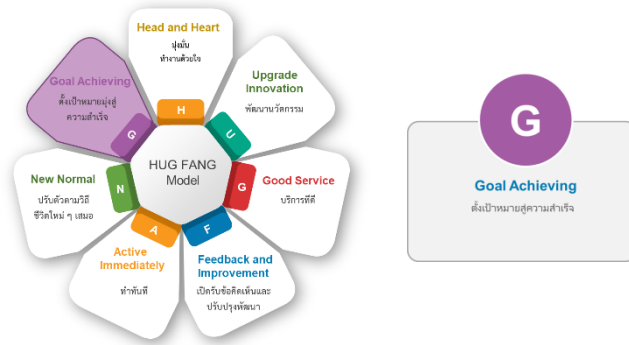 Head and Heart
มุ่งมั่น
ทำงานด้วยใจ
H
Upgrade
Innovation
พัฒนานวัตกรรม
U
Good Service
บริการที่ดี
G
Feedback and
Improvement
เปิดรับข้อคิดเห็นและ
ปรับปรุงพัฒนา
F
Active
Immediately
ทำทันที
A
New Normal
ปรับตัวตามวิถี
ชีวิตใหม่ ๆ เสมอ
N
Goal Achieving
ตั้งเป้าหมายมุ่งสู่
ความสำเร็จ
G
HUG FANG
Model
G
Goal Achieving
ตั้งเป้าหมายสู่ความสำเร็จ